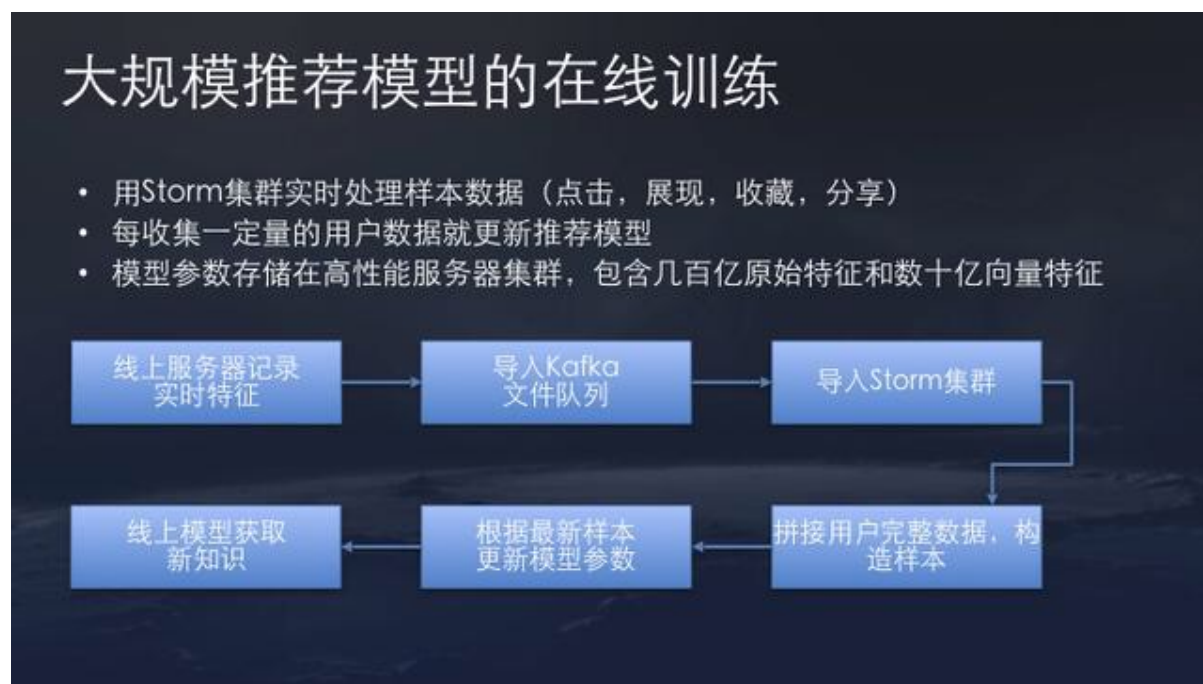 大规模推荐模型的在线训练
• 用Storm集群实时处理样本数据（点击，展现，收藏，分享）
• 每收集一定量的用户数据就更新推荐模型
• 模型参数存储在高性能服务器集群，包含几百亿原始特征和数十亿向量特征
线上服务器记录
实时特征
导入Kafka
文件队列
导入Storm集群
拼接用户完整数据，构
造样本
根据最新样本
更新模型参数
线上模型获取
新知识